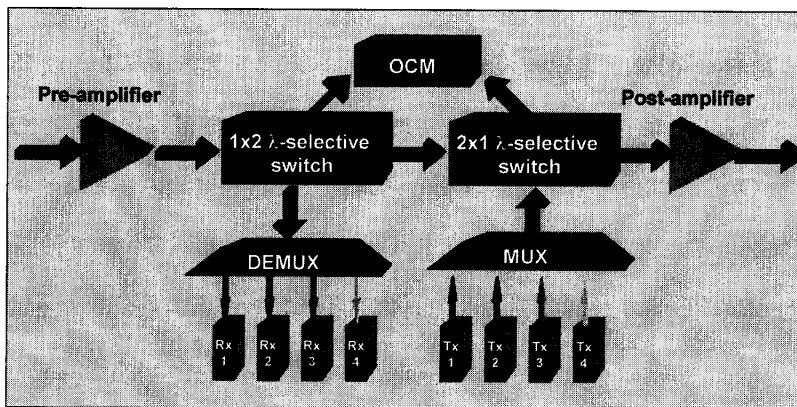 OCM
Pre-amplifier
Post-amplifier
1x2 λ-selective
switch
2x1 λ-selective
switch
DEMUX
MUX
Rx
1
Rx
2
Rx
3
Rx
4
Tx
1
Tx
2
Tx
3
Tx
4